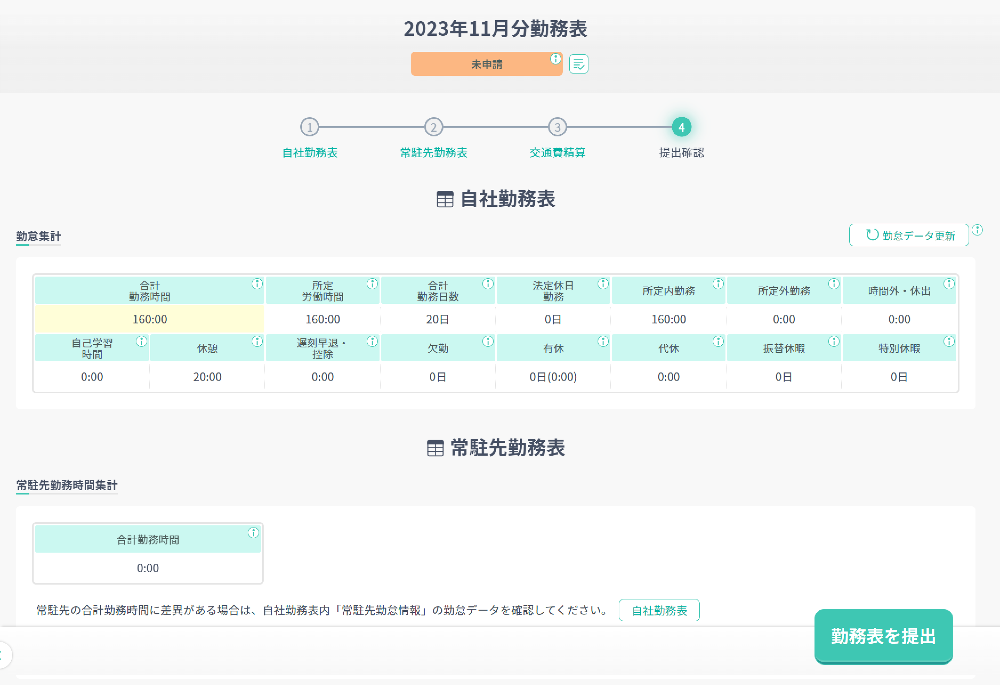 2023年11月分勤務表
未申請
1
2
3
4
自社勤務表
常駐先勤務表
交通費精算
提出確認
自社勤務表
勤怠集計
勤怠データ更新
合計
勤務時間
所定
労働時間
合計
勤務日数
法定休日
勤務
所定内勤務
所定外勤務
時間外・休出
160:00
160:00
20日
0日
160:00
0:00
0:00
自己学習
時間
休憩
遅刻早退・
控除
欠勤
有休
代休
振替休暇
特別休暇
0:00
20:00
0:00
0日
0日(0:00)
0:00
0日
0日
常駐先勤務表
常駐先勤務時間集計
合計勤務時間
0:00
常駐先の合計勤務時間に差異がある場合は、自社勤務表内「常駐先勤怠情報」の勤怠データを確認してください。
自社勤務表
勤務表を提出